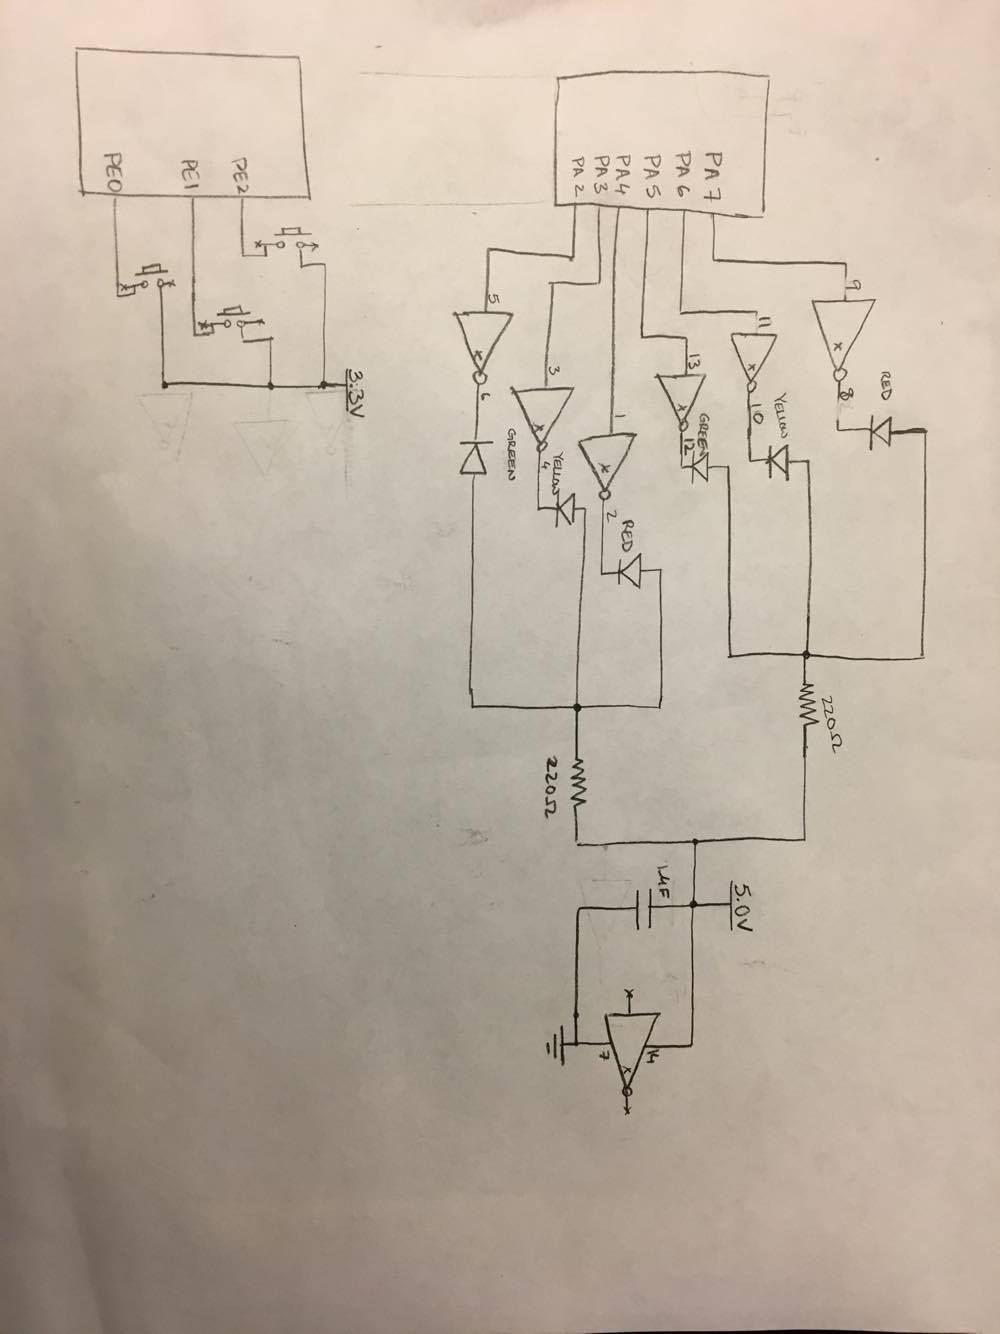 PE0
PE1
PE2
3.3V
PA2
PA3
PA4
PA5
PA6
PA7
5
6
GREEN
3
4
YELLOW
1
2
RED
13
12
GREEN
11
10
YELLOW
9
8
RED
220Ω
220Ω
1μF
5.0V
7
14
x
x
x
x
x
x
x